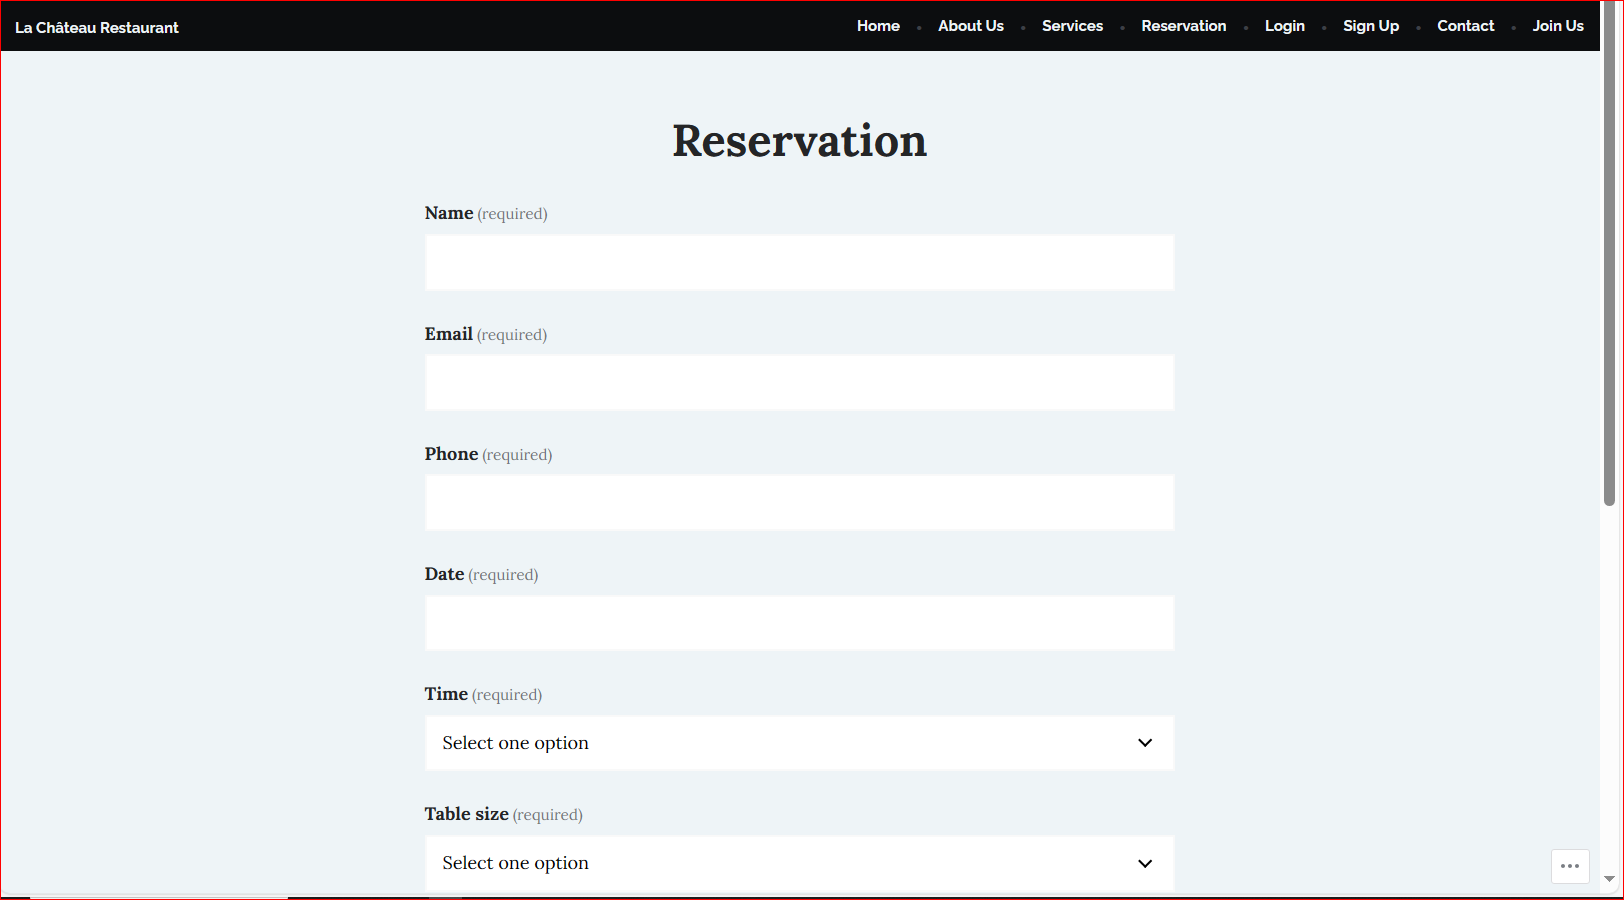 La Château Restaurant
Home • About Us • Services • Reservation • Login • Sign Up • Contact • Join Us
Reservation
Name (required)
Email (required)
Phone (required)
Date (required)
Time (required)
Select one option
Table size (required)
Select one option